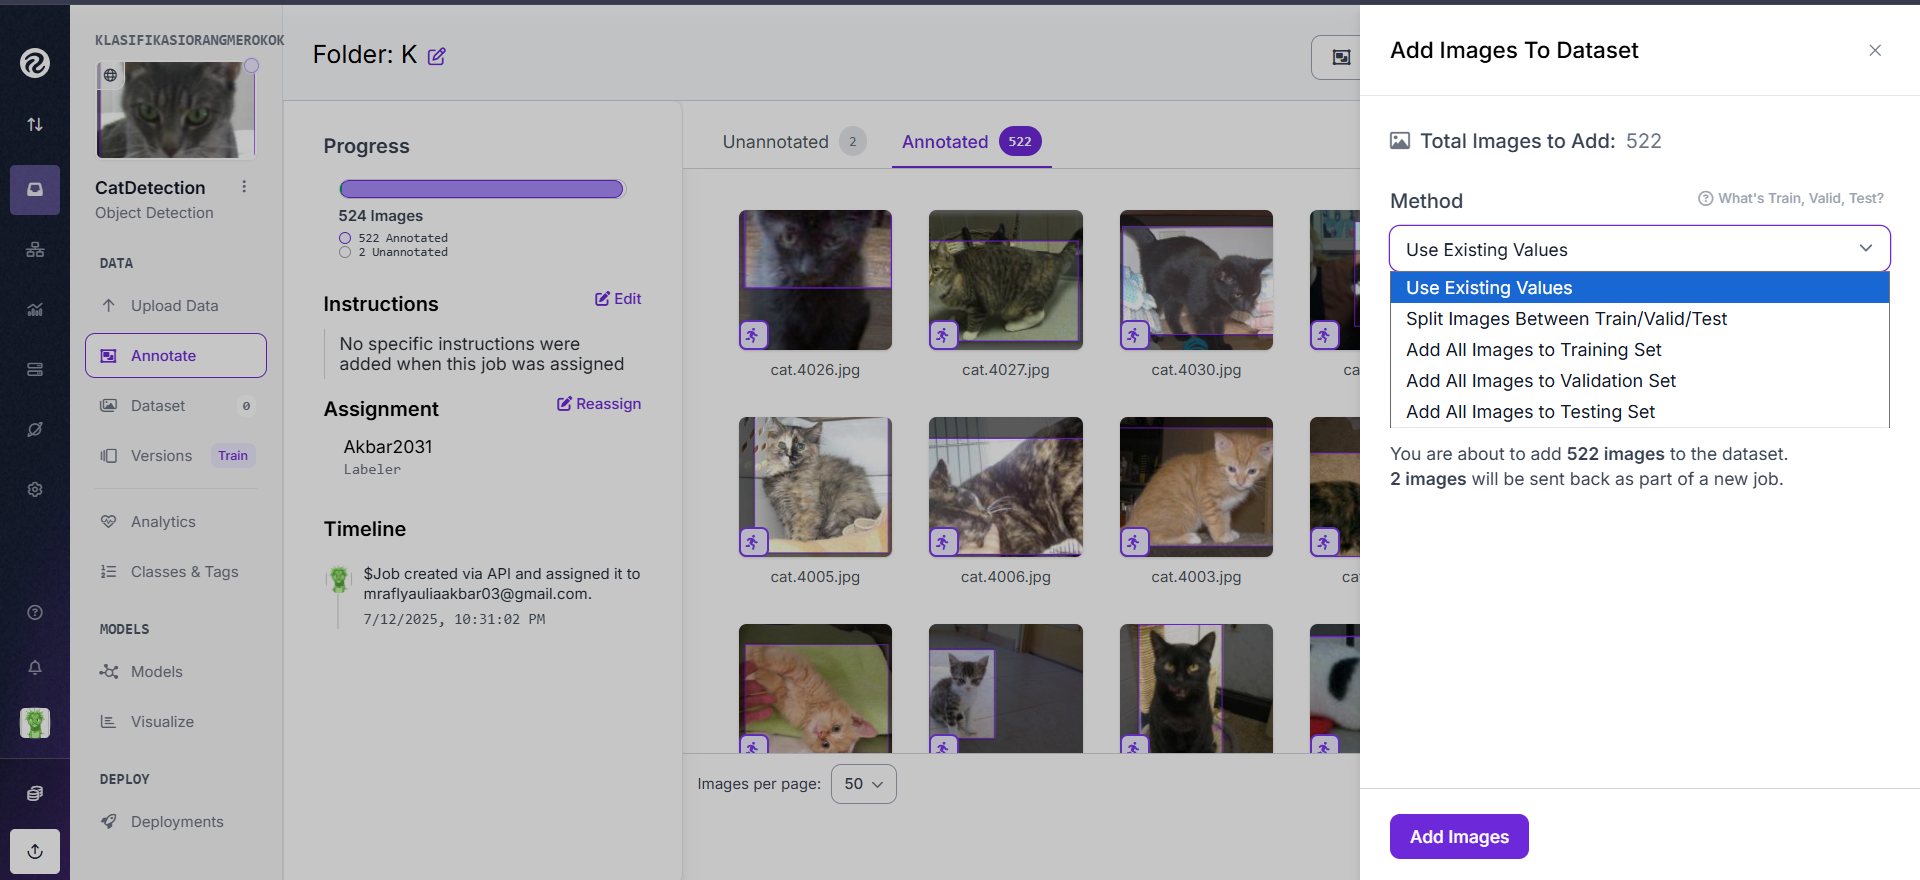 KLASIFIKASIORANGMEROKOK
CatDetection
Object Detection
DATA
Upload Data
Annotate
Dataset 0
Versions Train
Analytics
Classes & Tags
MODELS
Models
Visualize
DEPLOY
Deployments
Folder: K
Progress
524 Images
522 Annotated
2 Unannotated
Instructions Edit
No specific instructions were
added when this job was assigned
Assignment Reassign
Akbar2031
Labeler
Timeline
$Job created via API and assigned it to
mraflyauliaakbar03@gmail.com.
7/12/2025, 10:31:02 PM
Unannotated 2 Annotated 522
cat.4026.jpg cat.4027.jpg cat.4030.jpg ca
cat.4005.jpg cat.4006.jpg cat.4003.jpg ca
Images per page: 50
Add Images To Dataset
Total Images to Add: 522
Method What's Train, Valid, Test?
Use Existing Values
Use Existing Values
Split Images Between Train/Valid/Test
Add All Images to Training Set
Add All Images to Validation Set
Add All Images to Testing Set
You are about to add 522 images to the dataset.
2 images will be sent back as part of a new job.
Add Images